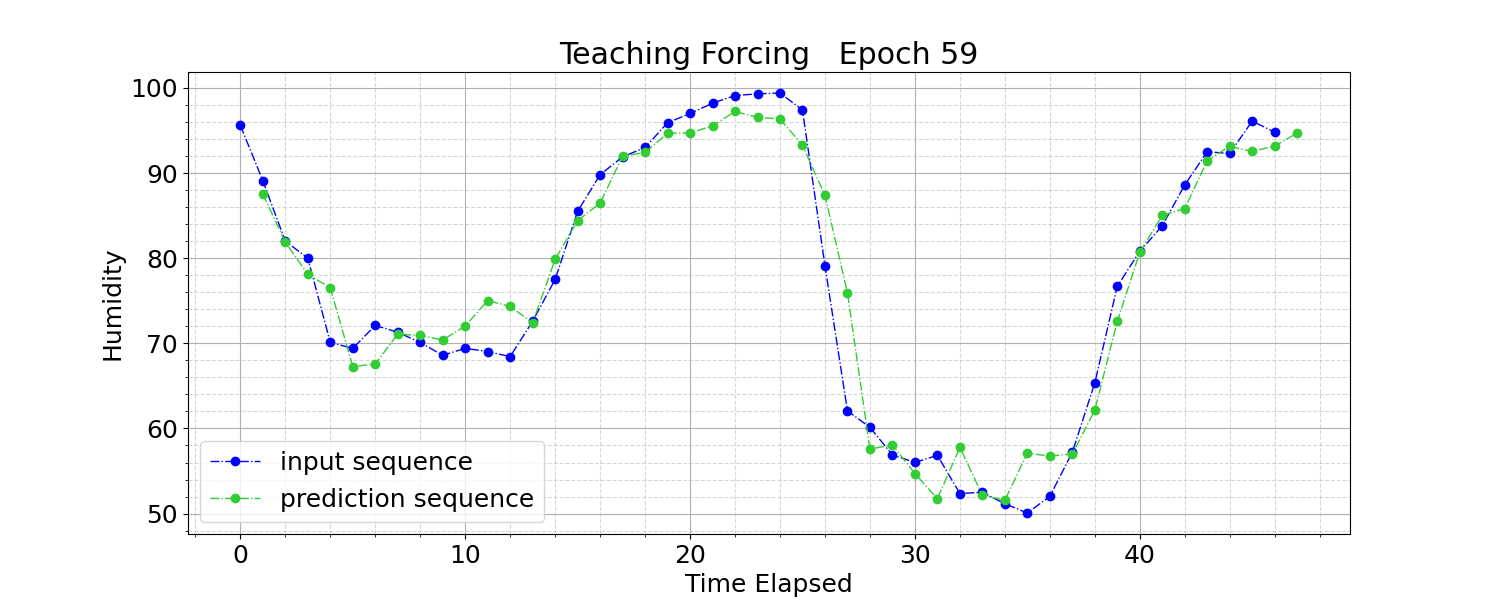 Teaching Forcing   Epoch 59
100
90
80
70
60
50
Humidity
input sequence
prediction sequence
0 10 20 30 40
Time Elapsed